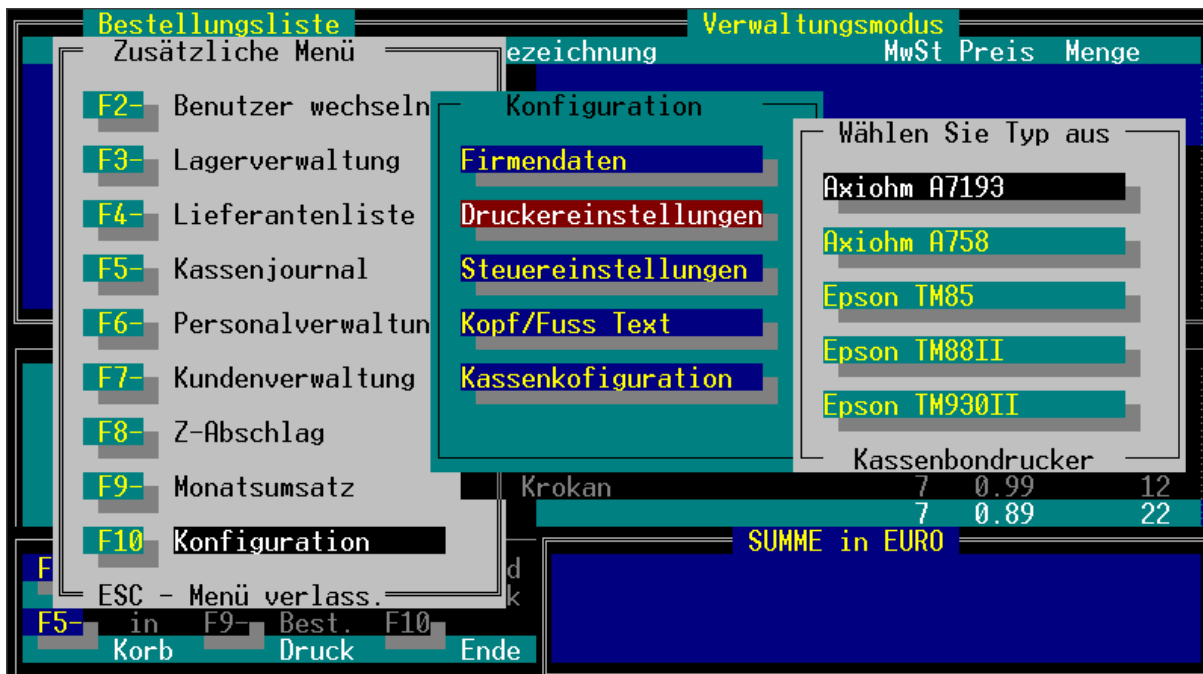 Bestellungsliste Verwaltungsmodus
Zusätzliche Menü ezeichnung MwSt Preis Menge
F2- Benutzer wechseln
Konfiguration
Wählen Sie Typ aus
F3- Lagerverwaltung
Firmendaten
Axiohm A7193
F4- Lieferantenliste
Druckereinstellungen
Axiohm A758
F5- Kassenjournal
Steuereinstellungen
Epson TM85
F6- Personalverwaltun
Kopf/Fuss Text
Epson TM88II
F7- Kundenverwaltung
Kassenkofiguration
Epson TM930II
F8- Z-Abschlag
Kassenbondrucker
F9- Monatsumsatz
Krokan 7 0.99 12
7 0.89 22
F10 Konfiguration
SUMME in EURO
F d
ESC - Menü verlass. k
F5- in F9- Best. F10
Korb Druck Ende